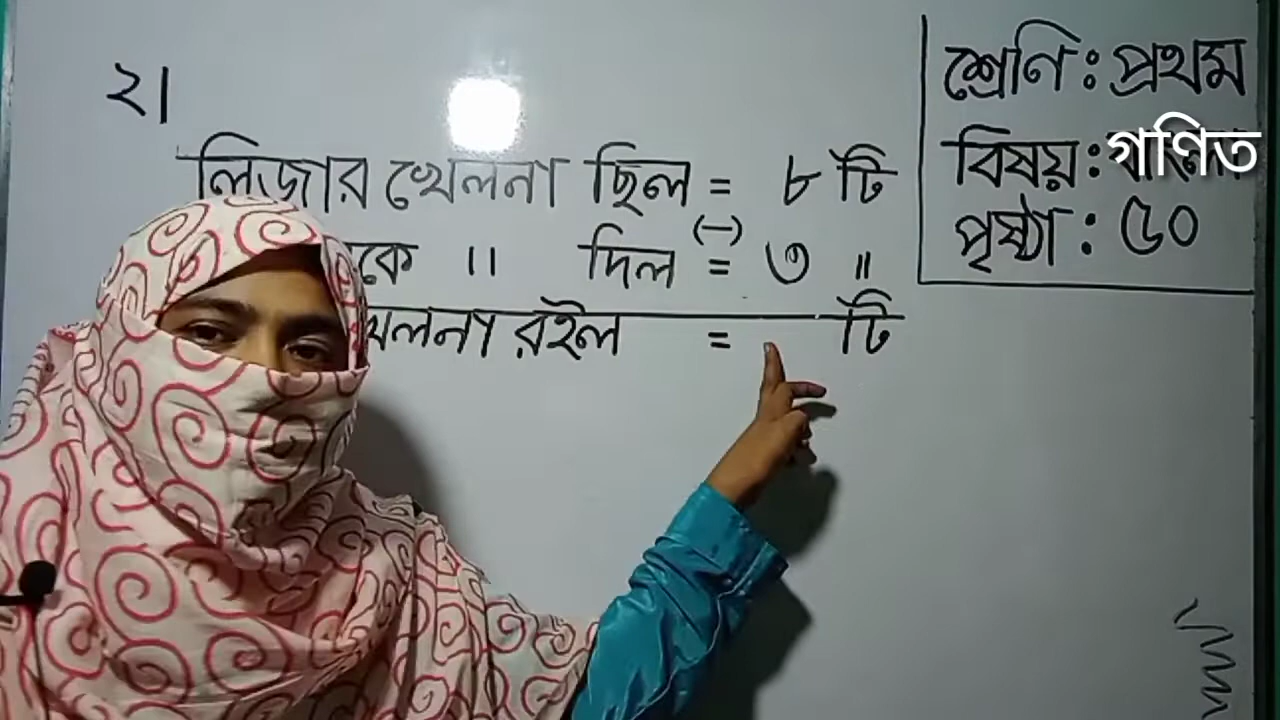 ২।
লিজার খেলনা ছিল = ৮ টি
(-)
কে " দিল = ৩ "
খেলনা রইল = টি
শ্রেণি : প্রথম
বিষয় : গণিত
পৃষ্ঠা : ৫০